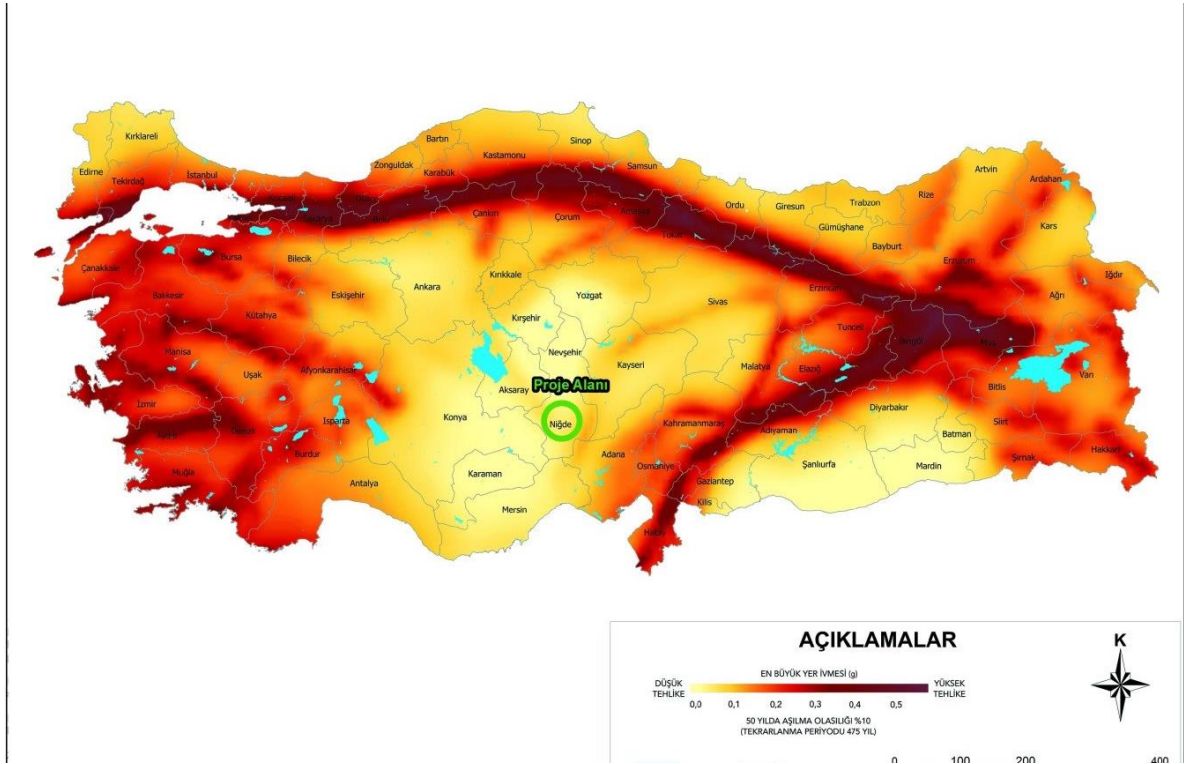 Kırklareli
Edirne
Tekirdağ
İstanbul
Zonguldak
Bartın
Karabük
Kastamonu
Sinop
Samsun
Çankırı
Çorum
Amasya
Tokat
Ordu
Giresun
Trabzon
Gümüşhane
Bayburt
Rize
Artvin
Ardahan
Kars
Iğdır
Ağrı
Erzurum
Erzincan
Çanakkale
Balıkesir
Bursa
Bilecik
Eskişehir
Kütahya
Ankara
Kırıkkale
Yozgat
Sivas
Kırşehir
Nevşehir
Kayseri
Malatya
Tunceli
Elazığ
Bingöl
Muş
Bitlis
Van
Manisa
Uşak
Afyonkarahisar
İzmir
Aydın
Denizli
Isparta
Burdur
Muğla
Antalya
Konya
Aksaray
Proje Alanı
Niğde
Karaman
Mersin
Adana
Osmaniye
Kahramanmaraş
Adıyaman
Gaziantep
Kilis
Hatay
Şanlıurfa
Diyarbakır
Batman
Mardin
Siirt
Şırnak
Hakkari
AÇIKLAMALAR
K
EN BÜYÜK YER İVMESİ (g)
DÜŞÜK
TEHLİKE
YÜKSEK
TEHLİKE
0,0 0,1 0,2 0,3 0,4 0,5
50 YILDA AŞILMA OLASILIĞI %10
(TEKRARLANMA PERİYODU 475 YIL)
0 100 200 400